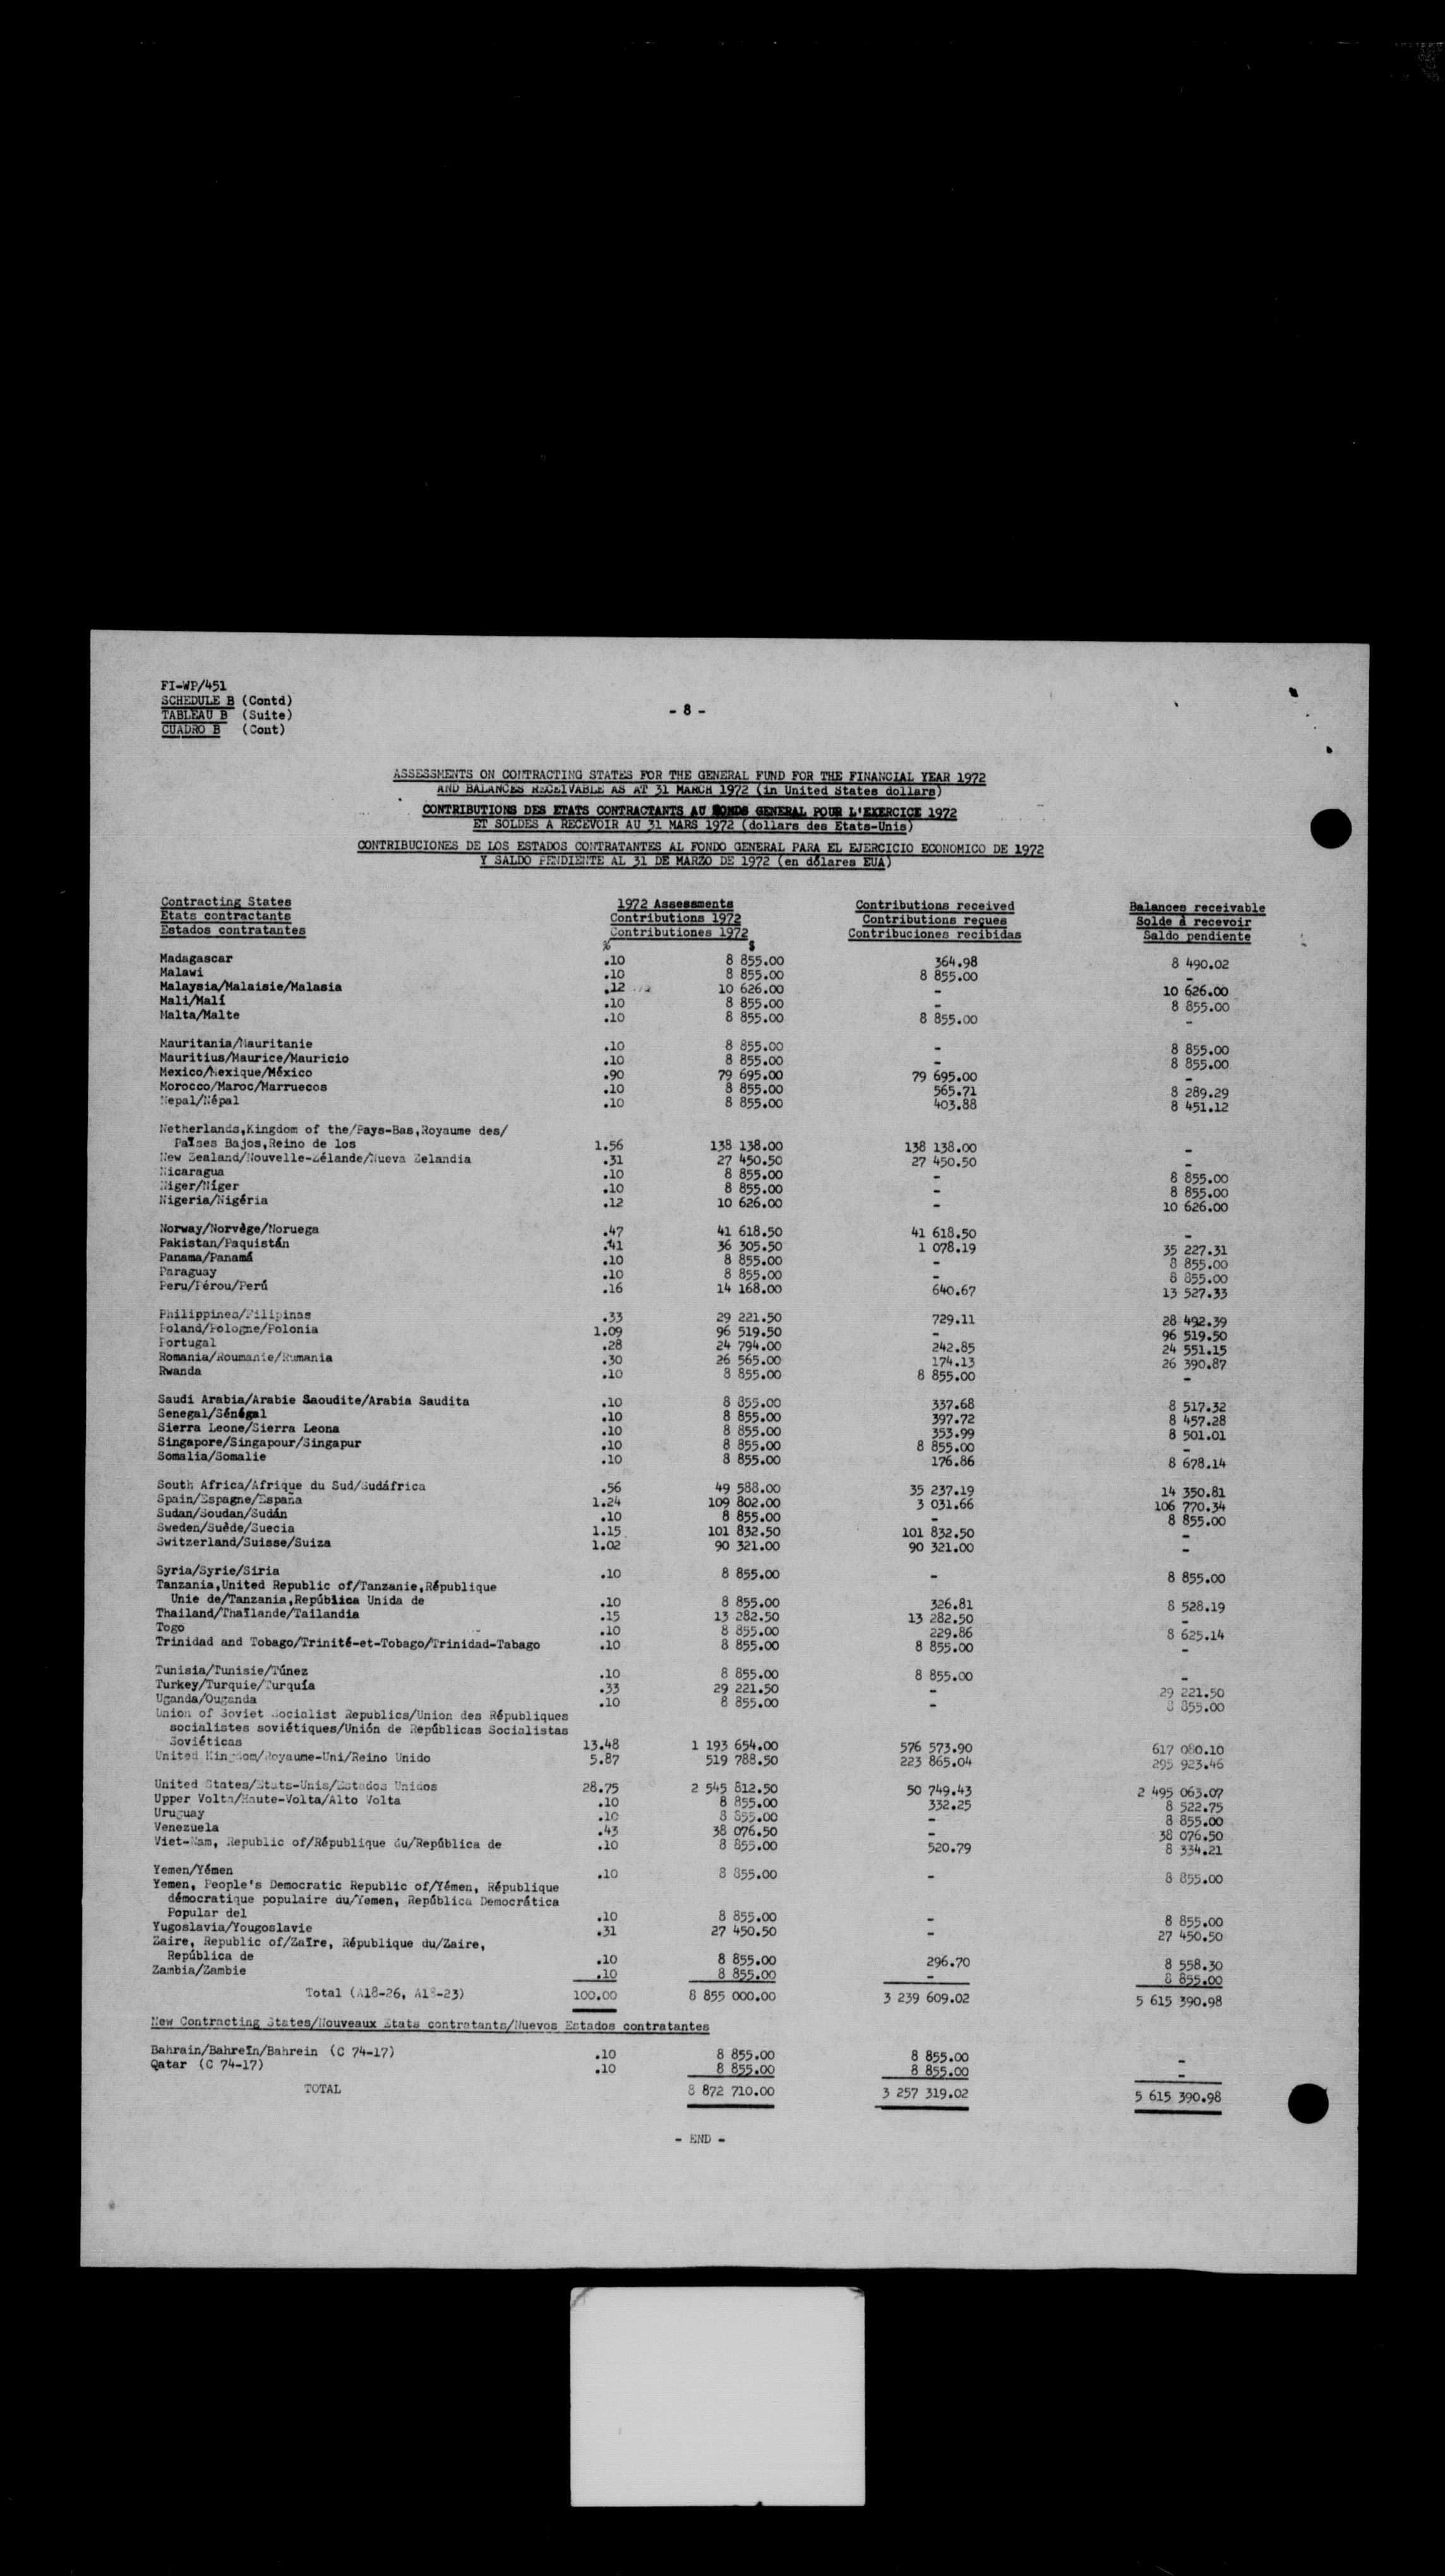 FI-WP/451
SCHEDULE B (Contd)
TABLEAU B (Suite)
CUADRO B (Cont)
- 8 -
ASSESSMENTS ON CONTRACTING STATES FOR THE GENERAL FUND FOR THE FINANCIAL YEAR 1972
AND BALANCES RECEIVABLE AS AT 31 MARCH 1972 (in United States dollars)
CONTRIBUTIONS DES ETATS CONTRACTANTS AU FONDS GENERAL POUR L'EXERCICE 1972
ET SOLDES A RECEVOIR AU 31 MARS 1972 (dollars des Etats-Unis)
CONTRIBUCIONES DE LOS ESTADOS CONTRATANTES AL FONDO GENERAL PARA EL EJERCICIO ECONOMICO DE 1972
Y SALDO PENDIENTE AL 31 DE MARZO DE 1972 (en dólares EUA)
Contracting States 1972 Assessments Contributions received Balances receivable
Etats contractants Contributions 1972 Contributions reçues Solde à recevoir
Estados contratantes Contributiones 1972 Contribuciones recibidas Saldo pendiente
% $
Madagascar .10 8 855.00 364.98 8 490.02
Malawi .10 8 855.00 8 855.00 -
Malaysia/Malaisie/Malasia .12 10 626.00 - 10 626.00
Mali/Malí .10 8 855.00 - 8 855.00
Malta/Malte .10 8 855.00 8 855.00 -
Mauritania/Mauritanie .10 8 855.00 - 8 855.00
Mauritius/Maurice/Mauricio .10 8 855.00 - 8 855.00
Mexico/Mexique/México .90 79 695.00 79 695.00 -
Morocco/Maroc/Marruecos .10 8 855.00 565.71 8 289.29
Nepal/Népal .10 8 855.00 403.88 8 451.12
Netherlands,Kingdom of the/Pays-Bas,Royaume des/
Países Bajos,Reino de los 1.56 138 138.00 138 138.00 -
New Zealand/Nouvelle-Zélande/Nueva Zelandia .31 27 450.50 27 450.50 -
Nicaragua .10 8 855.00 - 8 855.00
Niger/Níger .10 8 855.00 - 8 855.00
Nigeria/Nigéria .12 10 626.00 - 10 626.00
Norway/Norvège/Noruega .47 41 618.50 41 618.50 -
Pakistan/Paquistán .41 36 305.50 1 078.19 35 227.31
Panama/Panamá .10 8 855.00 - 8 855.00
Paraguay .10 8 855.00 - 8 855.00
Peru/Pérou/Perú .16 14 168.00 640.67 13 527.33
Philippines/Filipinas .33 29 221.50 729.11 28 492.39
Poland/Pologne/Polonia 1.09 96 519.50 - 96 519.50
Portugal .28 24 794.00 242.85 24 551.15
Romania/Roumanie/Rumania .30 26 565.00 174.13 26 390.87
Rwanda .10 8 855.00 8 855.00 -
Saudi Arabia/Arabie Saoudite/Arabia Saudita .10 8 855.00 337.68 8 517.32
Senegal/Sénégal .10 8 855.00 397.72 8 457.28
Sierra Leone/Sierra Leona .10 8 855.00 353.99 8 501.01
Singapore/Singapour/Singapur .10 8 855.00 8 855.00 -
Somalia/Somalie .10 8 855.00 176.86 8 678.14
South Africa/Afrique du Sud/Sudáfrica .56 49 588.00 35 237.19 14 350.81
Spain/Espagne/España 1.24 109 802.00 3 031.66 106 770.34
Sudan/Soudan/Sudán .10 8 855.00 - 8 855.00
Sweden/Suède/Suecia 1.15 101 832.50 101 832.50 -
Switzerland/Suisse/Suiza 1.02 90 321.00 90 321.00 -
Syria/Syrie/Siria .10 8 855.00 - 8 855.00
Tanzania,United Republic of/Tanzanie,République
Unie de/Tanzania,República Unida de .10 8 855.00 326.81 8 528.19
Thailand/Thaïlande/Tailandia .15 13 282.50 13 282.50 -
Togo .10 8 855.00 229.86 8 625.14
Trinidad and Tobago/Trinité-et-Tobago/Trinidad-Tabago .10 8 855.00 8 855.00 -
Tunisia/Tunisie/Túnez .10 8 855.00 8 855.00 -
Turkey/Turquie/Turquía .33 29 221.50 - 29 221.50
Uganda/Ouganda .10 8 855.00 - 8 855.00
Union of Soviet Socialist Republics/Union des Républiques
socialistes soviétiques/Unión de Repúblicas Socialistas
Soviéticas 13.48 1 193 654.00 576 573.90 617 080.10
United Kingdom/Royaume-Uni/Reino Unido 5.87 519 788.50 223 865.04 295 923.46
United States/Etats-Unis/Estados Unidos 28.75 2 545 812.50 50 749.43 2 495 063.07
Upper Volta/Haute-Volta/Alto Volta .10 8 855.00 332.25 8 522.75
Uruguay .10 8 855.00 - 8 855.00
Venezuela .43 38 076.50 - 38 076.50
Viet-Nam, Republic of/République du/República de .10 8 855.00 520.79 8 334.21
Yemen/Yémen .10 8 855.00 - 8 855.00
Yemen, People's Democratic Republic of/Yémen, République
démocratique populaire du/Yemen, República Democrática
Popular del .10 8 855.00 - 8 855.00
Yugoslavia/Yougoslavie .31 27 450.50 - 27 450.50
Zaire, Republic of/Zaïre, République du/Zaire,
República de .10 8 855.00 296.70 8 558.30
Zambia/Zambie .10 8 855.00 - 8 855.00
Total (A18-26, A18-23) 100.00 8 855 000.00 3 239 609.02 5 615 390.98
New Contracting States/Nouveaux Etats contratants/Nuevos Estados contratantes
Bahrain/Bahreïn/Bahrein (C 74-17) .10 8 855.00 8 855.00 -
Qatar (C 74-17) .10 8 855.00 8 855.00 -
TOTAL 8 872 710.00 3 257 319.02 5 615 390.98
- END -